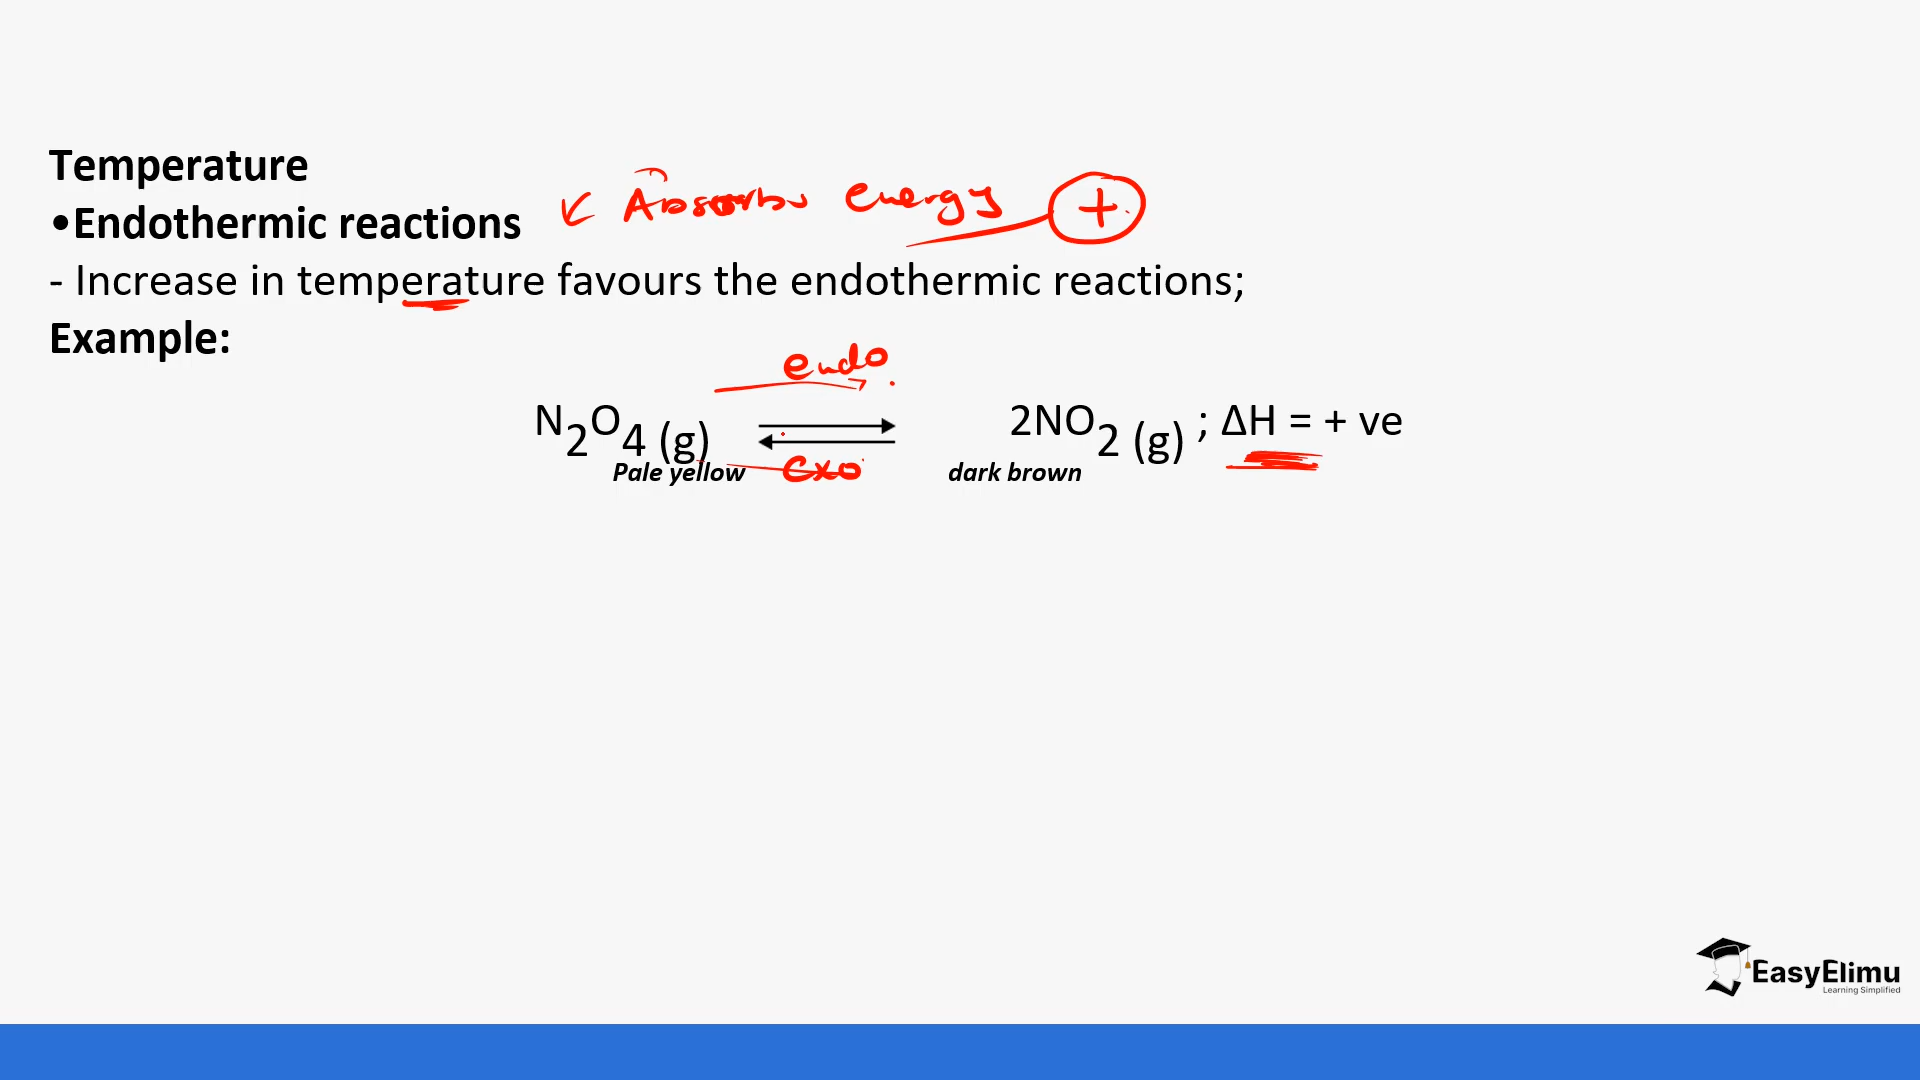 Temperature
•Endothermic reactions ↙ Absorbs energy +
- Increase in temperature favours the endothermic reactions;
Example:
endo
N₂O₄ (g) ⇌ 2NO₂ (g) ; ΔH = + ve
Pale yellow exo dark brown
EasyElimu
Learning Simplified